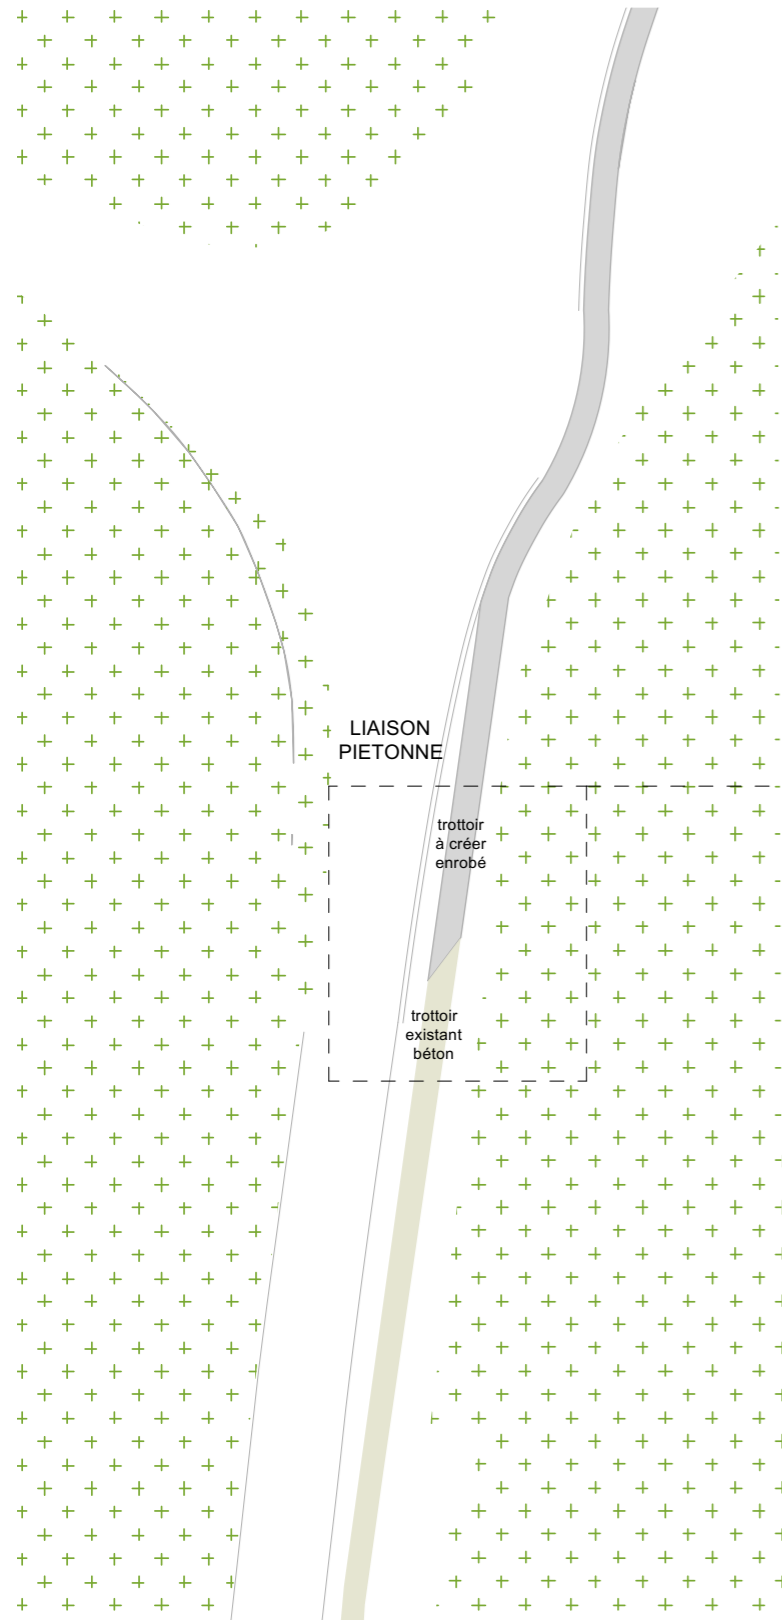 LIAISON
PIETONNE
trottoir
à créer
enrobé
trottoir
existant
béton